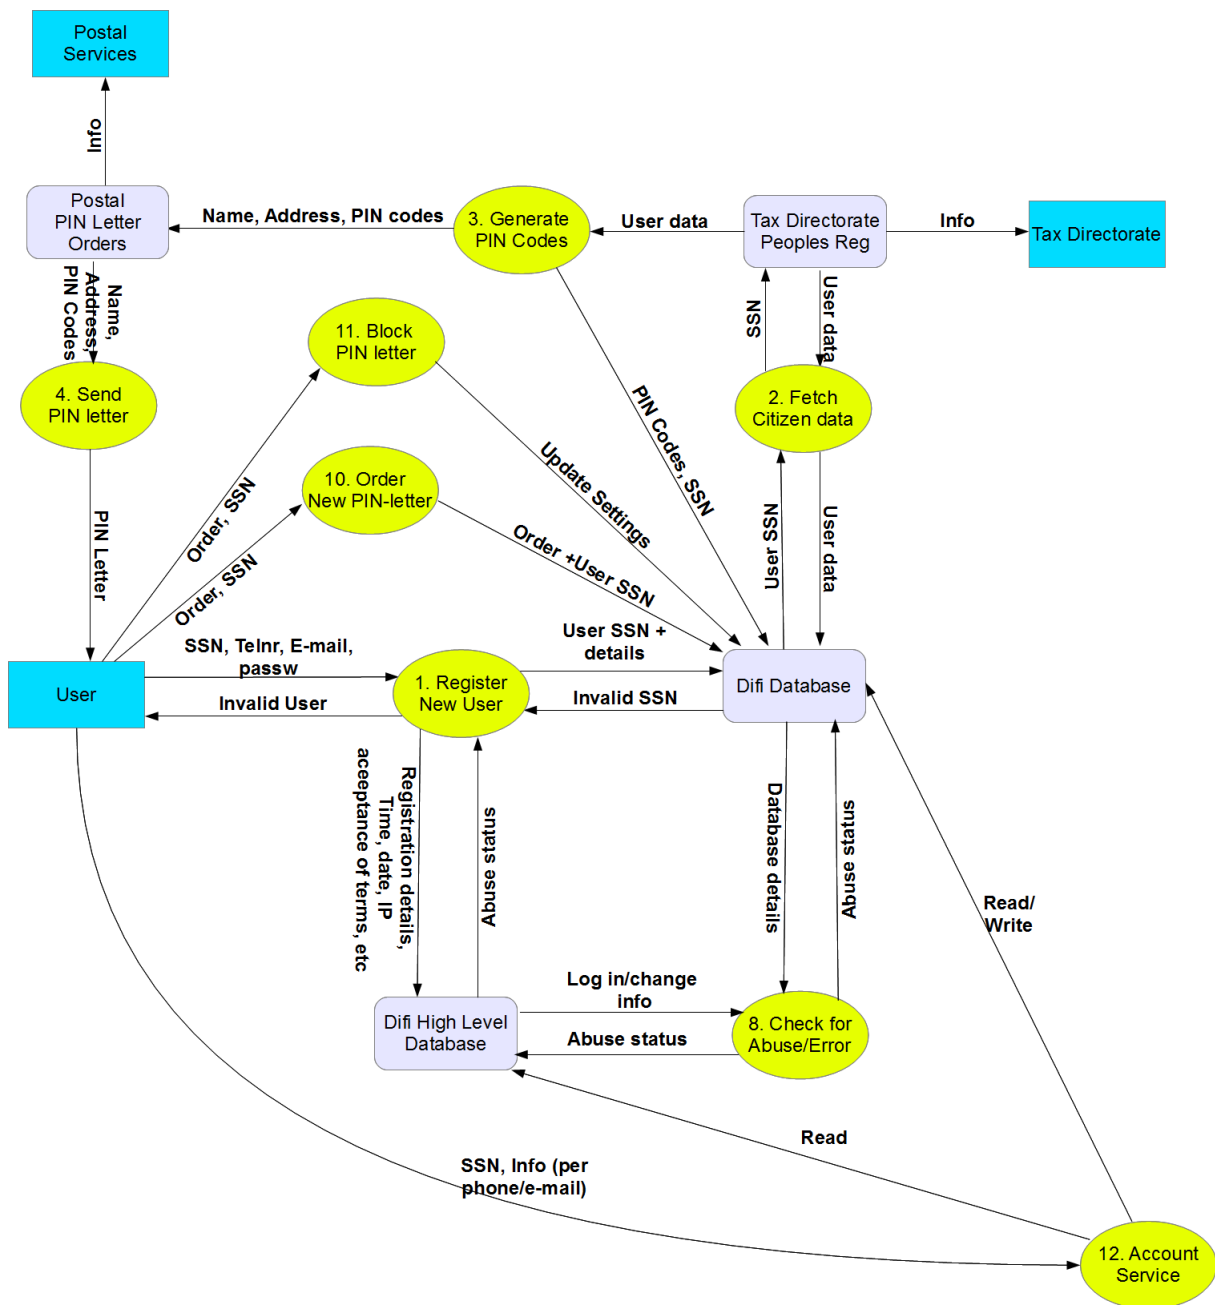 Postal
Services
Info
Postal
PIN Letter
Orders
Name, Address, PIN codes
3. Generate
PIN Codes
User data
Tax Directorate
Peoples Reg
Info
Tax Directorate
Name,
Address,
PIN Codes
SSN
User data
11. Block
PIN letter
4. Send
PIN letter
2. Fetch
Citizen data
PIN Codes, SSN
Update Settings
10. Order
New PIN-letter
Order, SSN
Order, SSN
Order +User SSN
PIN Letter
User SSN
User data
SSN, Telnr, E-mail,
passw
User SSN +
details
User
1. Register
New User
Difi Database
Invalid User
Invalid SSN
Registration details,
Time, date, IP
aceeptance of terms, etc
Abuse status
Database details
Abuse status
Read/
Write
Log in/change
info
Difi High Level
Database
8. Check for
Abuse/Error
Abuse status
Read
SSN, Info (per
phone/e-mail)
12. Account
Service